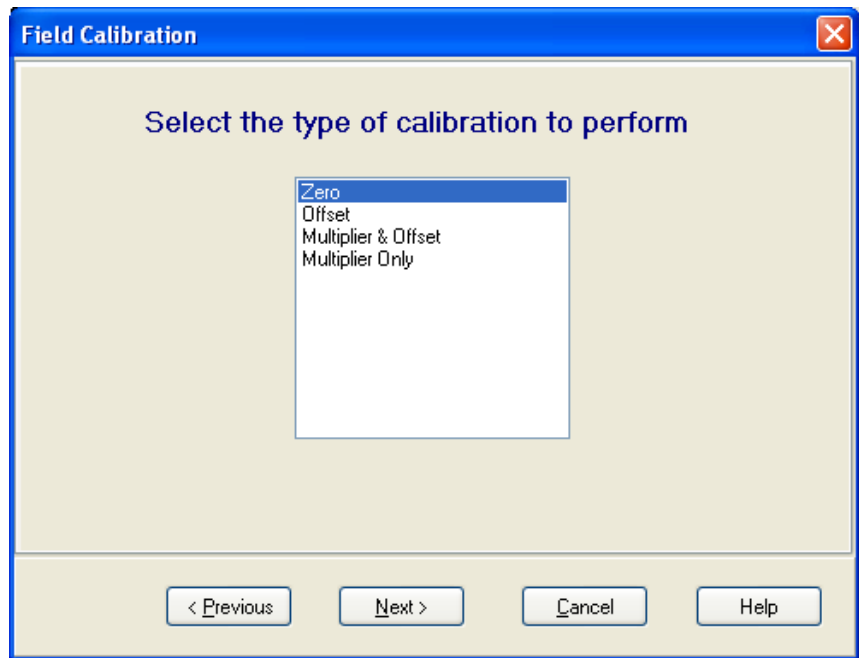 Field Calibration
Select the type of calibration to perform
Zero
Offset
Multiplier & Offset
Multiplier Only
< Previous
Next >
Cancel
Help